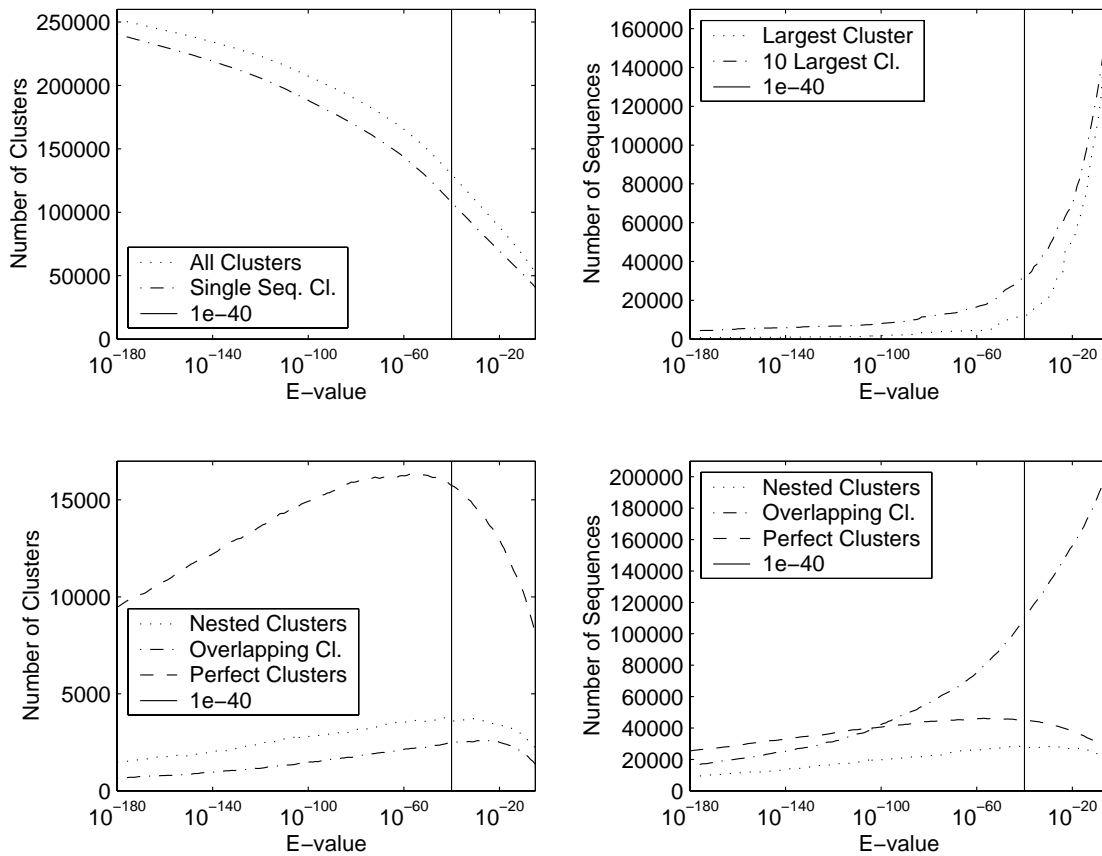 250000
200000
150000
100000
50000
0
Number of Clusters
All Clusters
Single Seq. Cl.
1e−40
10−180
10−140
10−100
10−60
10−20
E−value
160000
140000
120000
100000
80000
60000
40000
20000
0
Number of Sequences
Largest Cluster
10 Largest Cl.
1e−40
10−180
10−140
10−100
10−60
10−20
E−value
15000
10000
5000
0
Number of Clusters
Nested Clusters
Overlapping Cl.
Perfect Clusters
1e−40
10−180
10−140
10−100
10−60
10−20
E−value
200000
180000
160000
140000
120000
100000
80000
60000
40000
20000
0
Number of Sequences
Nested Clusters
Overlapping Cl.
Perfect Clusters
1e−40
10−180
10−140
10−100
10−60
10−20
E−value